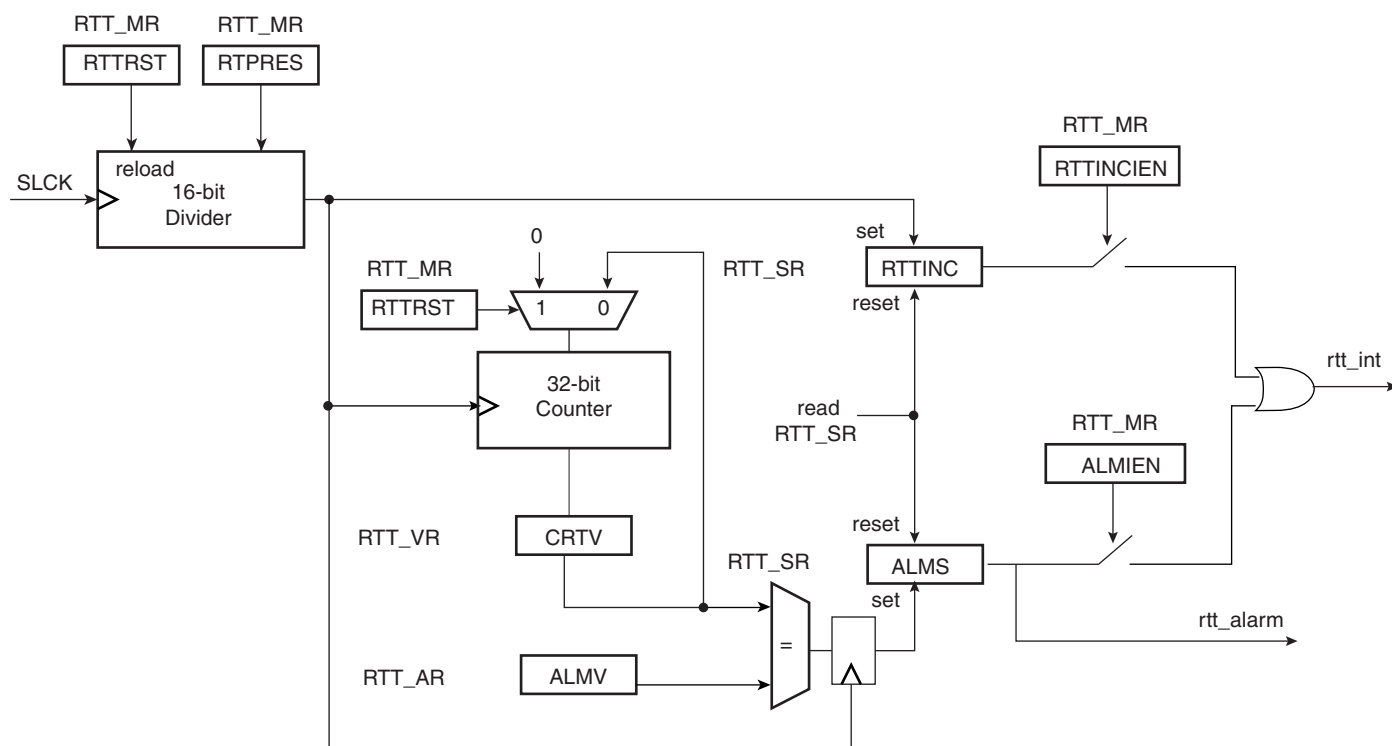 RTT_MR
RTT_MR
RTTRST
RTPRES
RTT_MR
RTTINCIEN
SLCK
reload
16-bit
Divider
set
0
RTT_MR
RTT_SR
RTTINC
RTTRST
1
0
reset
32-bit
Counter
rtt_int
read
RTT_SR
RTT_MR
ALMIEN
reset
RTT_VR
CRTV
RTT_SR
ALMS
set
rtt_alarm
=
RTT_AR
ALMV